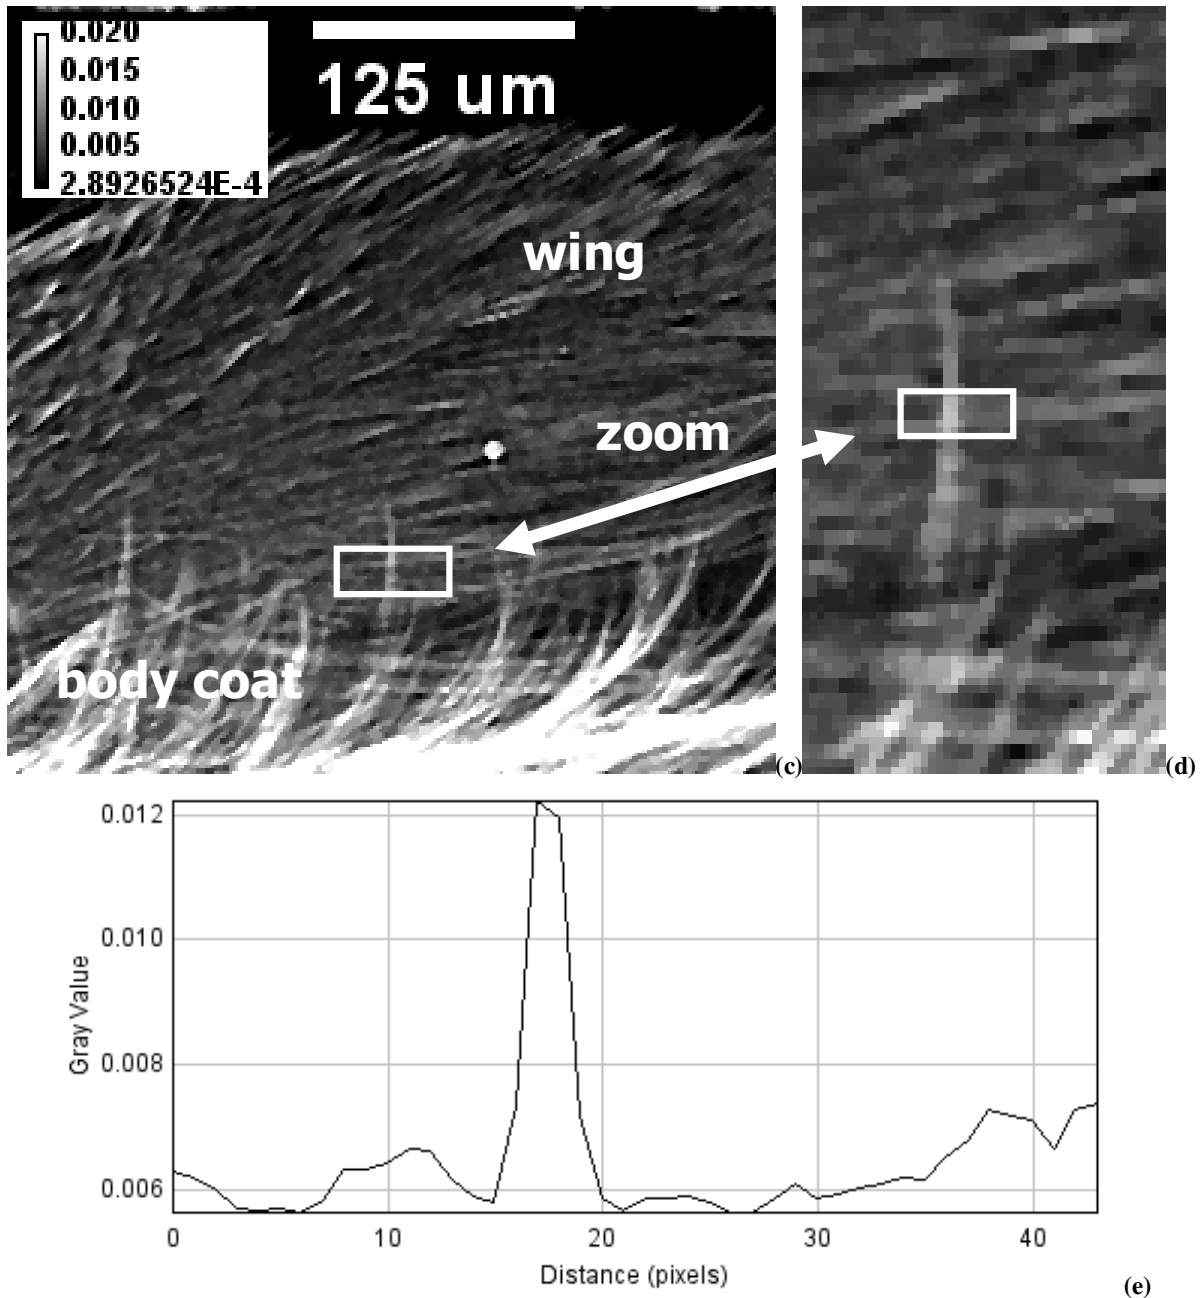 0.020
0.015
0.010
0.005
2.8926524E-4
125 um
wing
zoom
body coat
(c)
(d)
0.012
0.010
0.008
0.006
Gray Value
0 10 20 30 40
Distance (pixels)
(e)